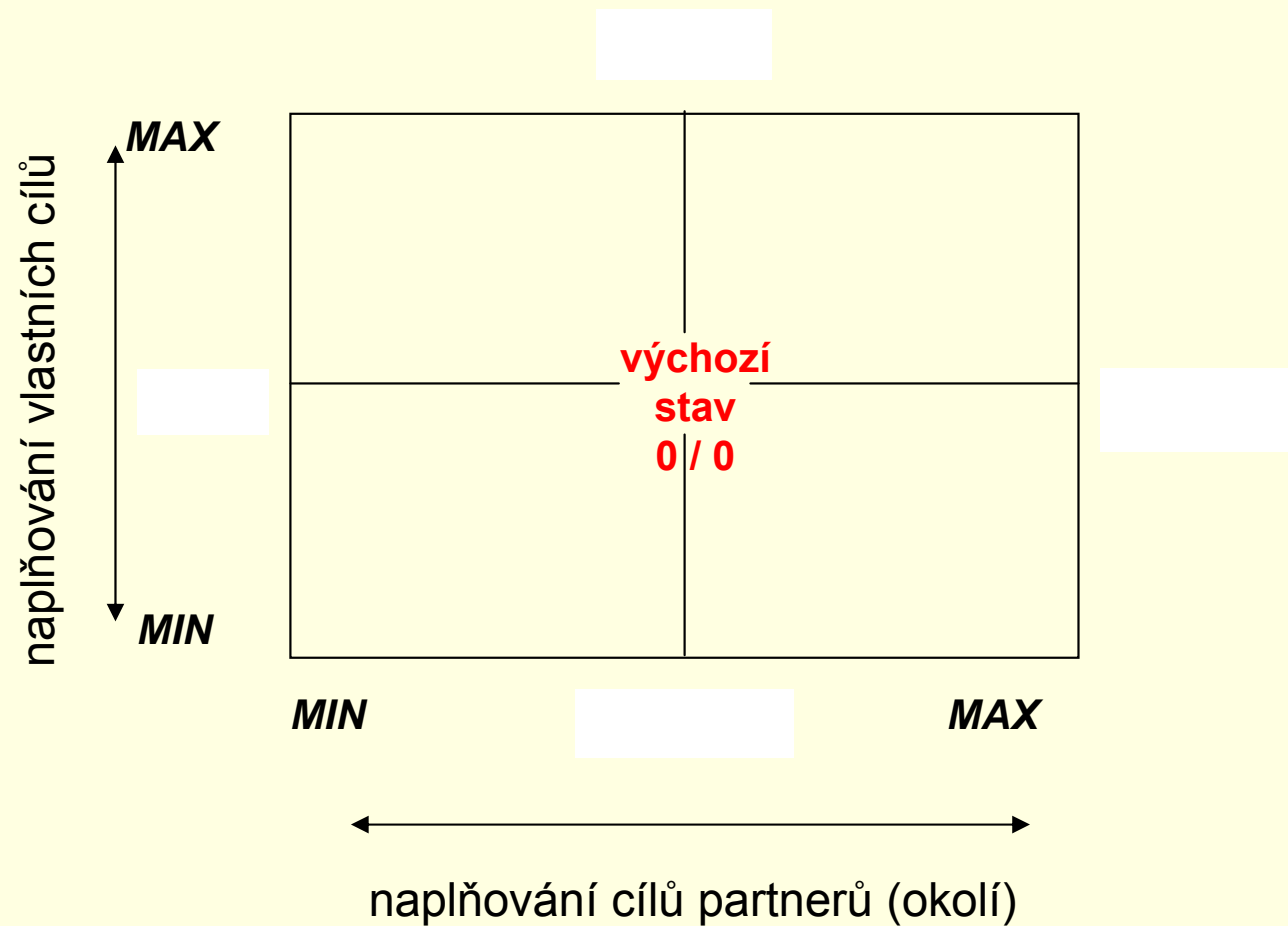 MAX
naplňování vlastních cílů
výchozí
stav
0 / 0
MIN
MIN
MAX
naplňování cílů partnerů (okolí)